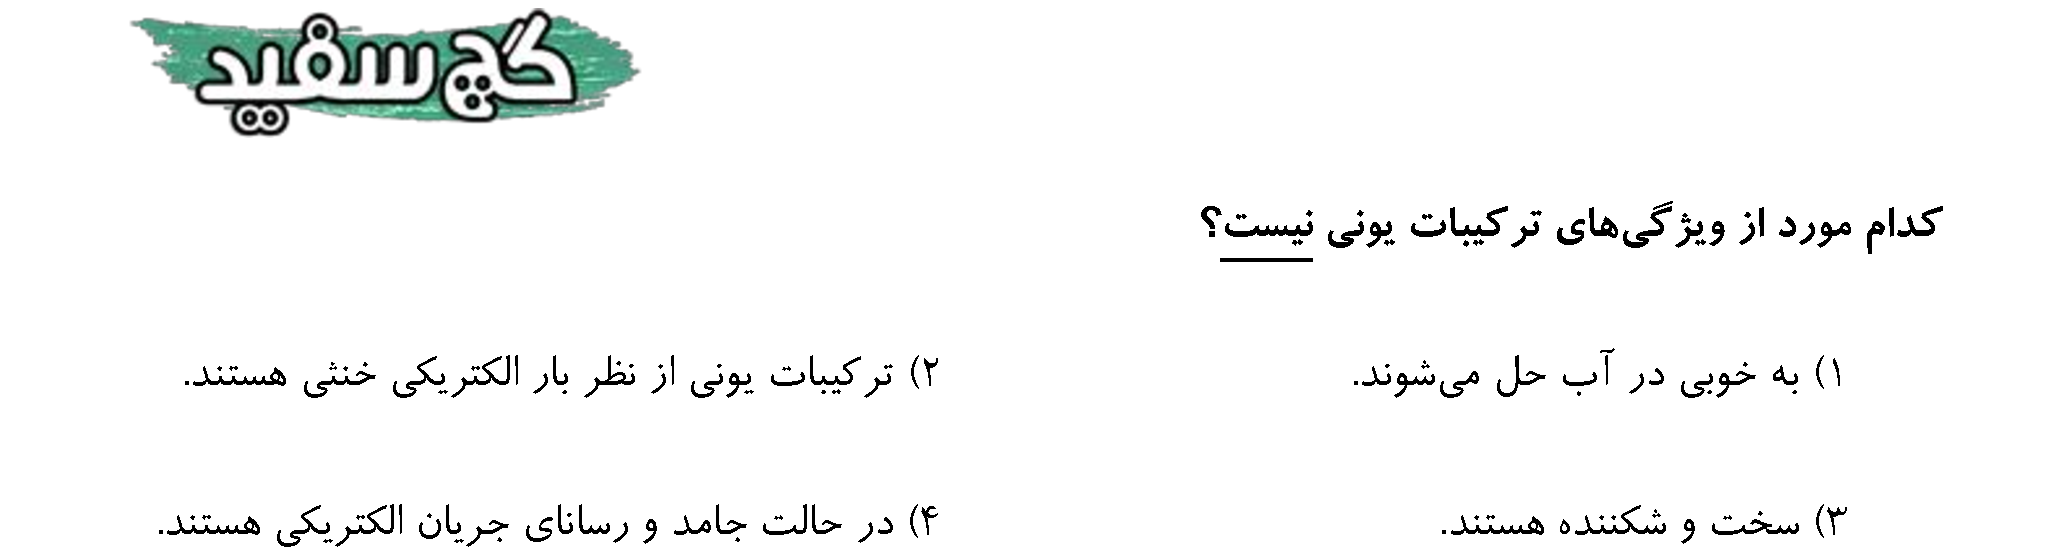 گچ سفید
کدام مورد از ویژگی‌های ترکیبات یونی نیست؟
۱) به خوبی در آب حل می‌شوند.
۲) ترکیبات یونی از نظر بار الکتریکی خنثی هستند.
۳) سخت و شکننده هستند.
۴) در حالت جامد و رسانای جریان الکتریکی هستند.